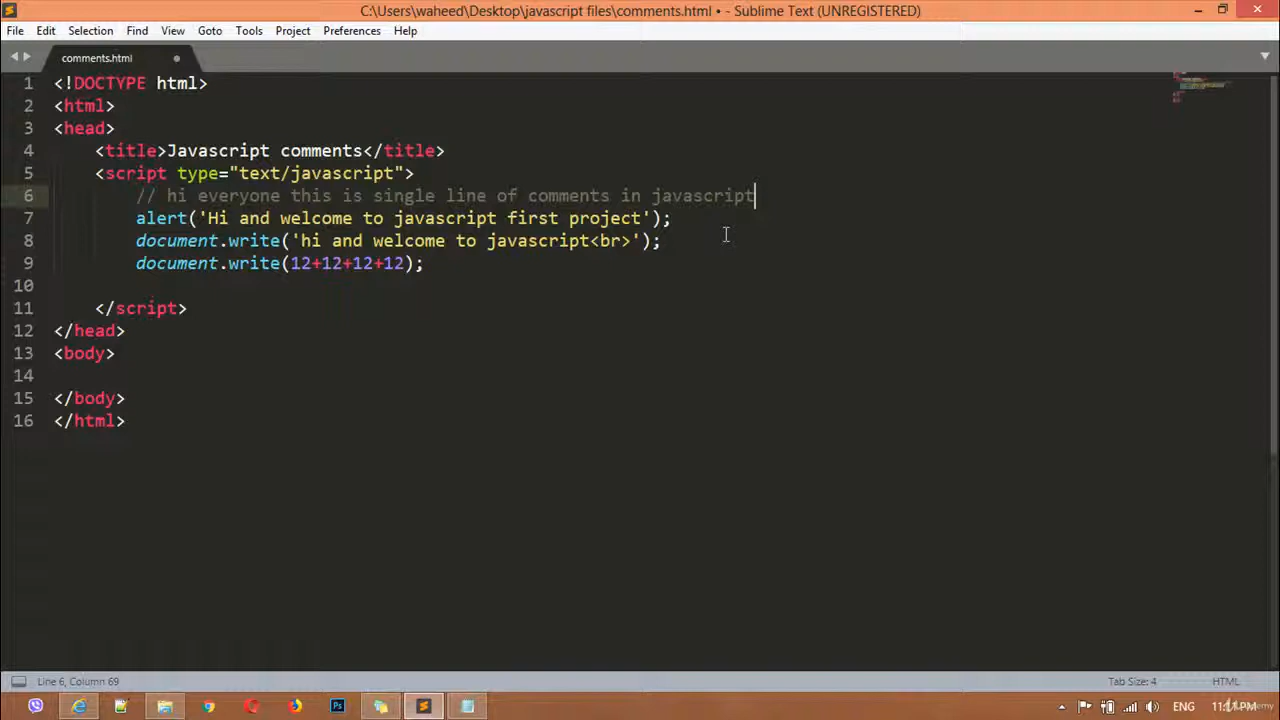 C:\Users\waheed\Desktop\javascript files\comments.html • - Sublime Text (UNREGISTERED)
File Edit Selection Find View Goto Tools Project Preferences Help
comments.html
1 <!DOCTYPE html>
2 <html>
3 <head>
4 <title>Javascript comments</title>
5 <script type="text/javascript">
6 // hi everyone this is single line of comments in javascript
7 alert('Hi and welcome to javascript first project');
8 document.write('hi and welcome to javascript<br>');
9 document.write(12+12+12+12);
10
11 </script>
12 </head>
13 <body>
14
15 </body>
16 </html>
Line 6, Column 69 Tab Size: 4 HTML
Ps ENG